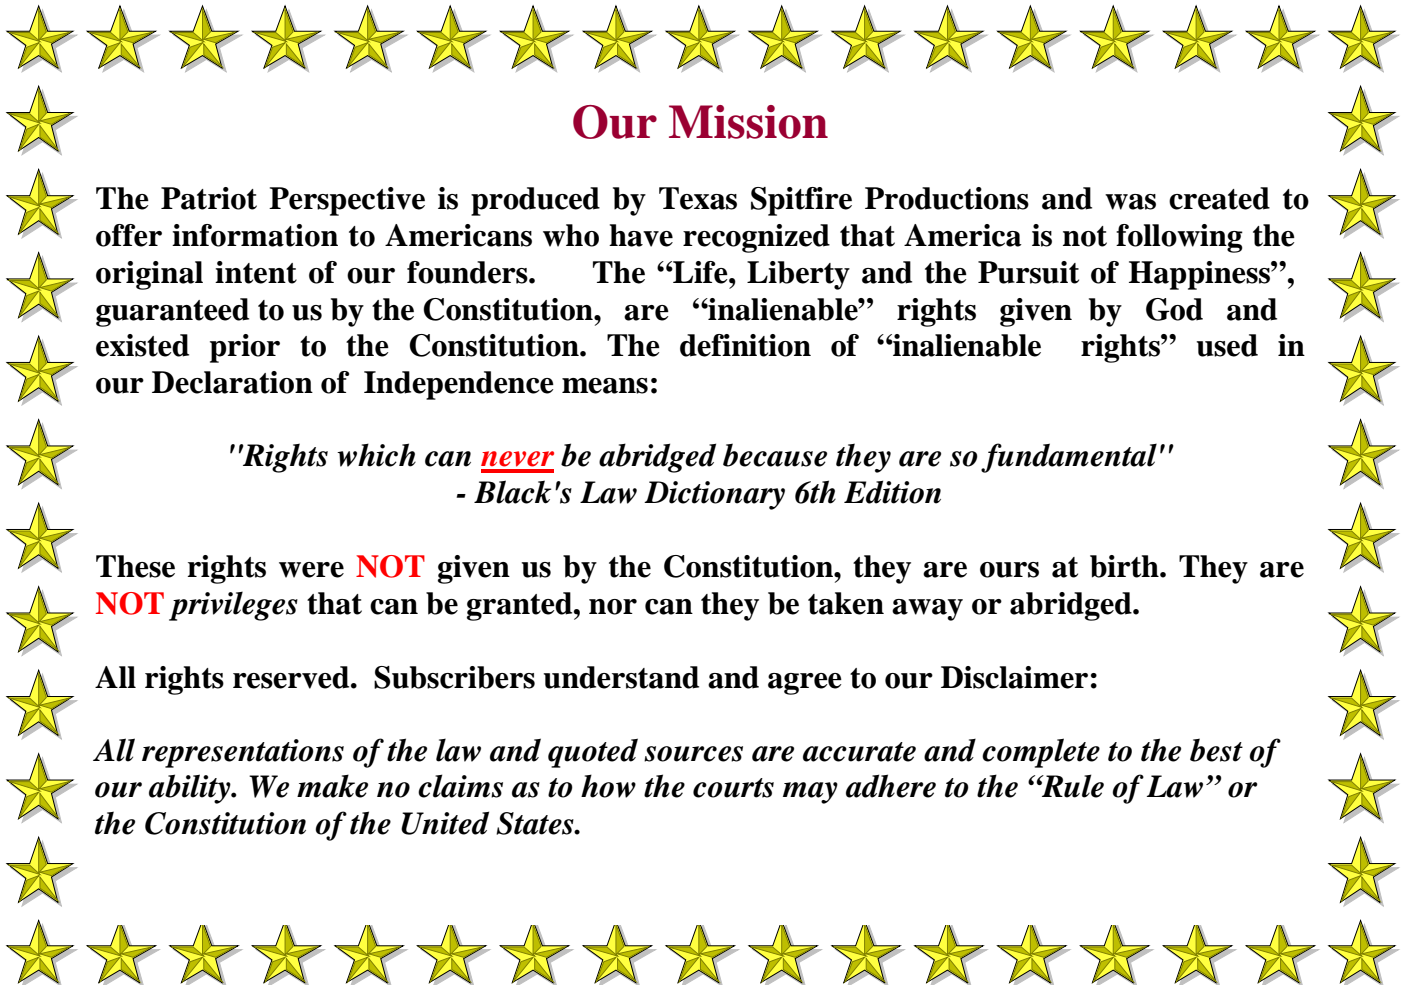 Our Mission
The Patriot Perspective is produced by Texas Spitfire Productions and was created to
offer information to Americans who have recognized that America is not following the
original intent of our founders. The “Life, Liberty and the Pursuit of Happiness”,
guaranteed to us by the Constitution, are “inalienable” rights given by God and
existed prior to the Constitution. The definition of “inalienable rights” used in
our Declaration of Independence means:
"Rights which can never be abridged because they are so fundamental"
- Black's Law Dictionary 6th Edition
These rights were NOT given us by the Constitution, they are ours at birth. They are
NOT privileges that can be granted, nor can they be taken away or abridged.
All rights reserved. Subscribers understand and agree to our Disclaimer:
All representations of the law and quoted sources are accurate and complete to the best of
our ability. We make no claims as to how the courts may adhere to the “Rule of Law” or
the Constitution of the United States.